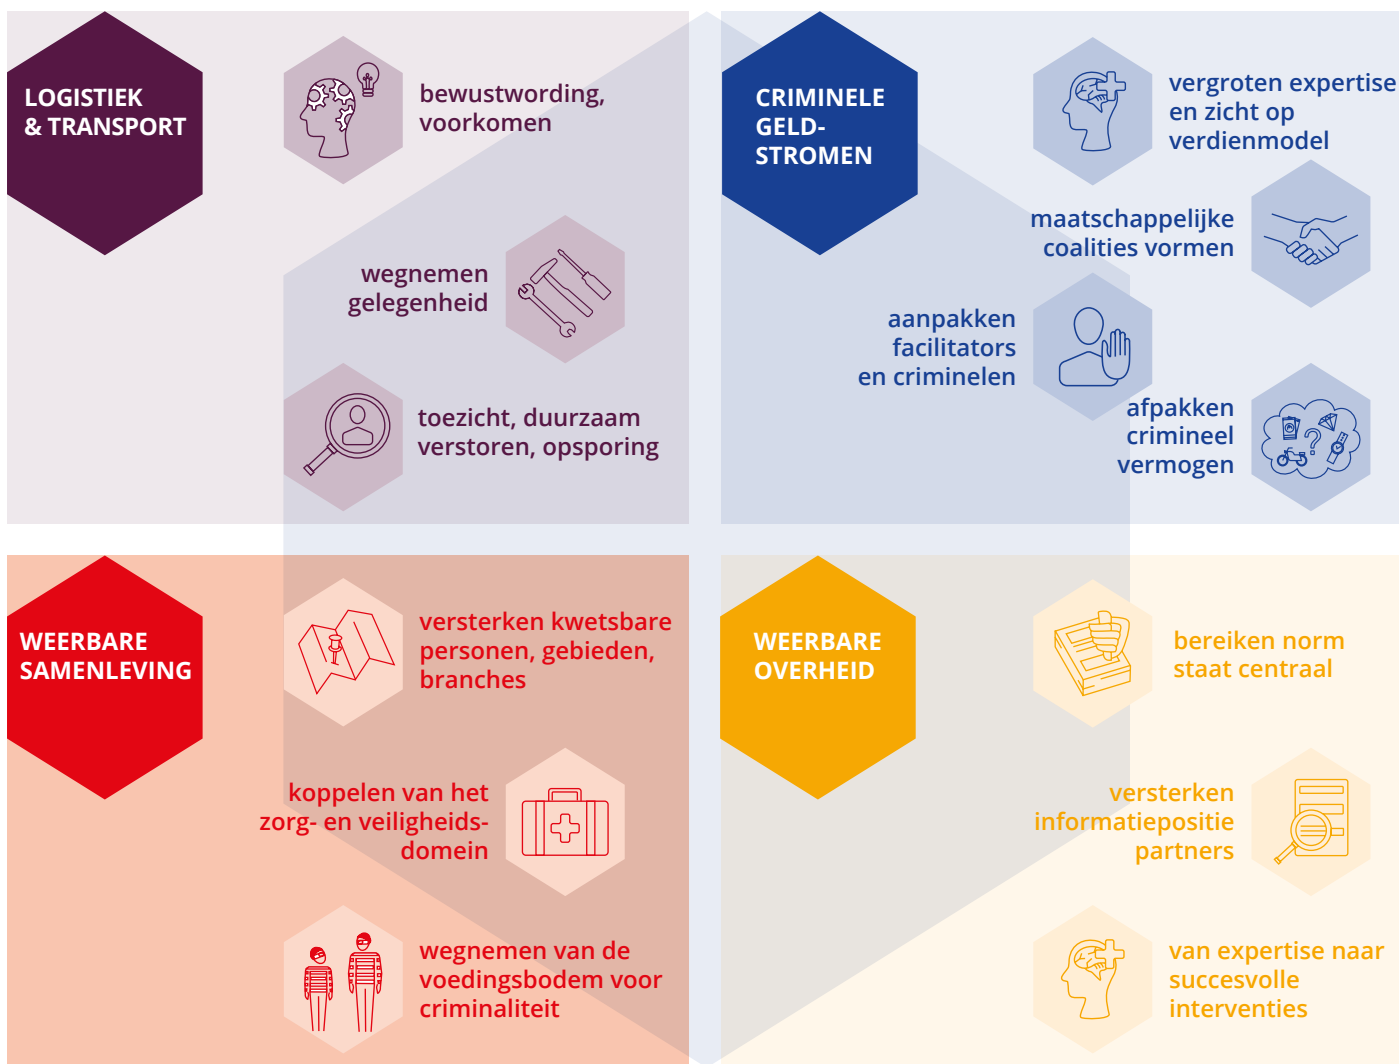 LOGISTIEK
& TRANSPORT
bewustwording,
voorkomen
wegnemen
gelegenheid
toezicht, duurzaam
verstoren, opsporing
CRIMINELE
GELD-
STROMEN
vergroten expertise
en zicht op
verdienmodel
maatschappelijke
coalities vormen
aanpakken
facilitators
en criminelen
afpakken
crimineel
vermogen
WEERBARE
SAMENLEVING
versterken kwetsbare
personen, gebieden,
branches
koppelen van het
zorg- en veiligheids-
domein
wegnemen van de
voedingsbodem voor
criminaliteit
WEERBARE
OVERHEID
bereiken norm
staat centraal
versterken
informatiepositie
partners
van expertise naar
succesvolle
interventies